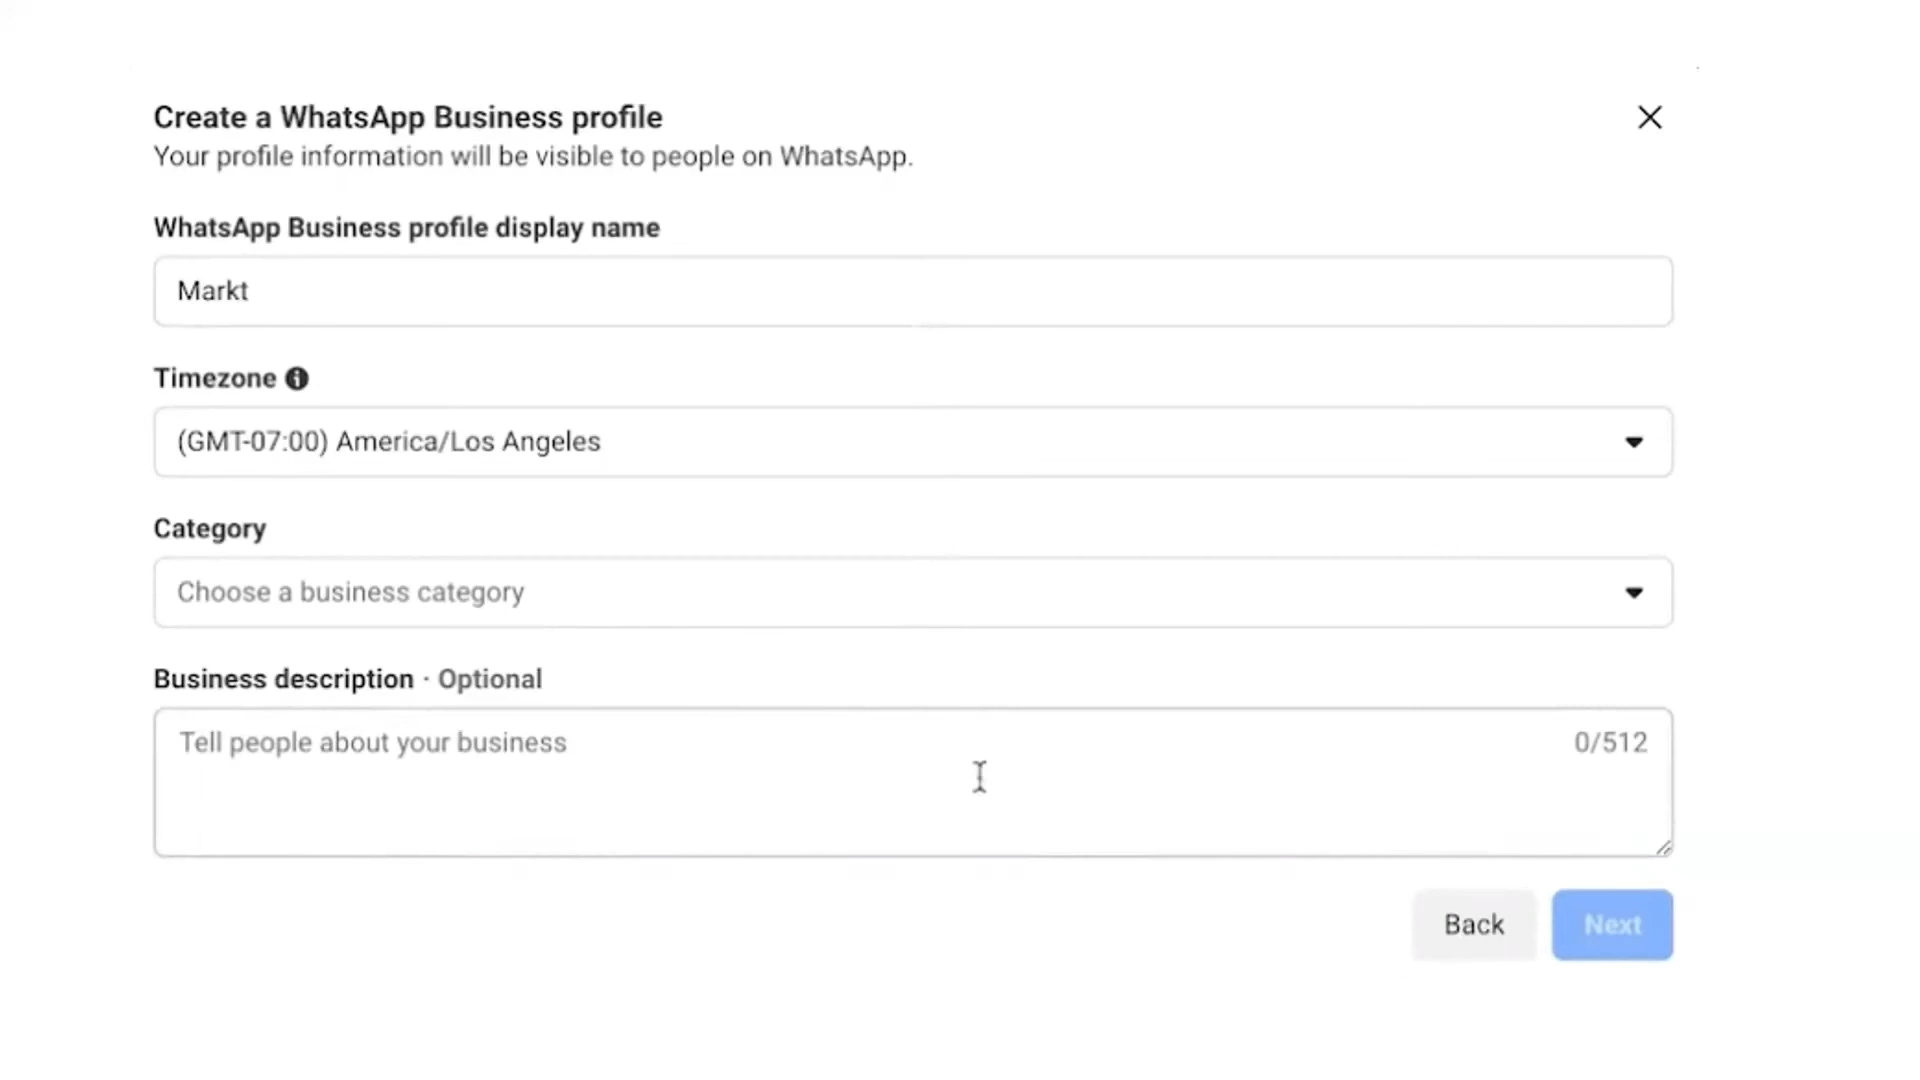 Create a WhatsApp Business profile
Your profile information will be visible to people on WhatsApp.
WhatsApp Business profile display name
Markt
Timezone
(GMT-07:00) America/Los Angeles
Category
Choose a business category
Business description · Optional
Tell people about your business 0/512
Back Next